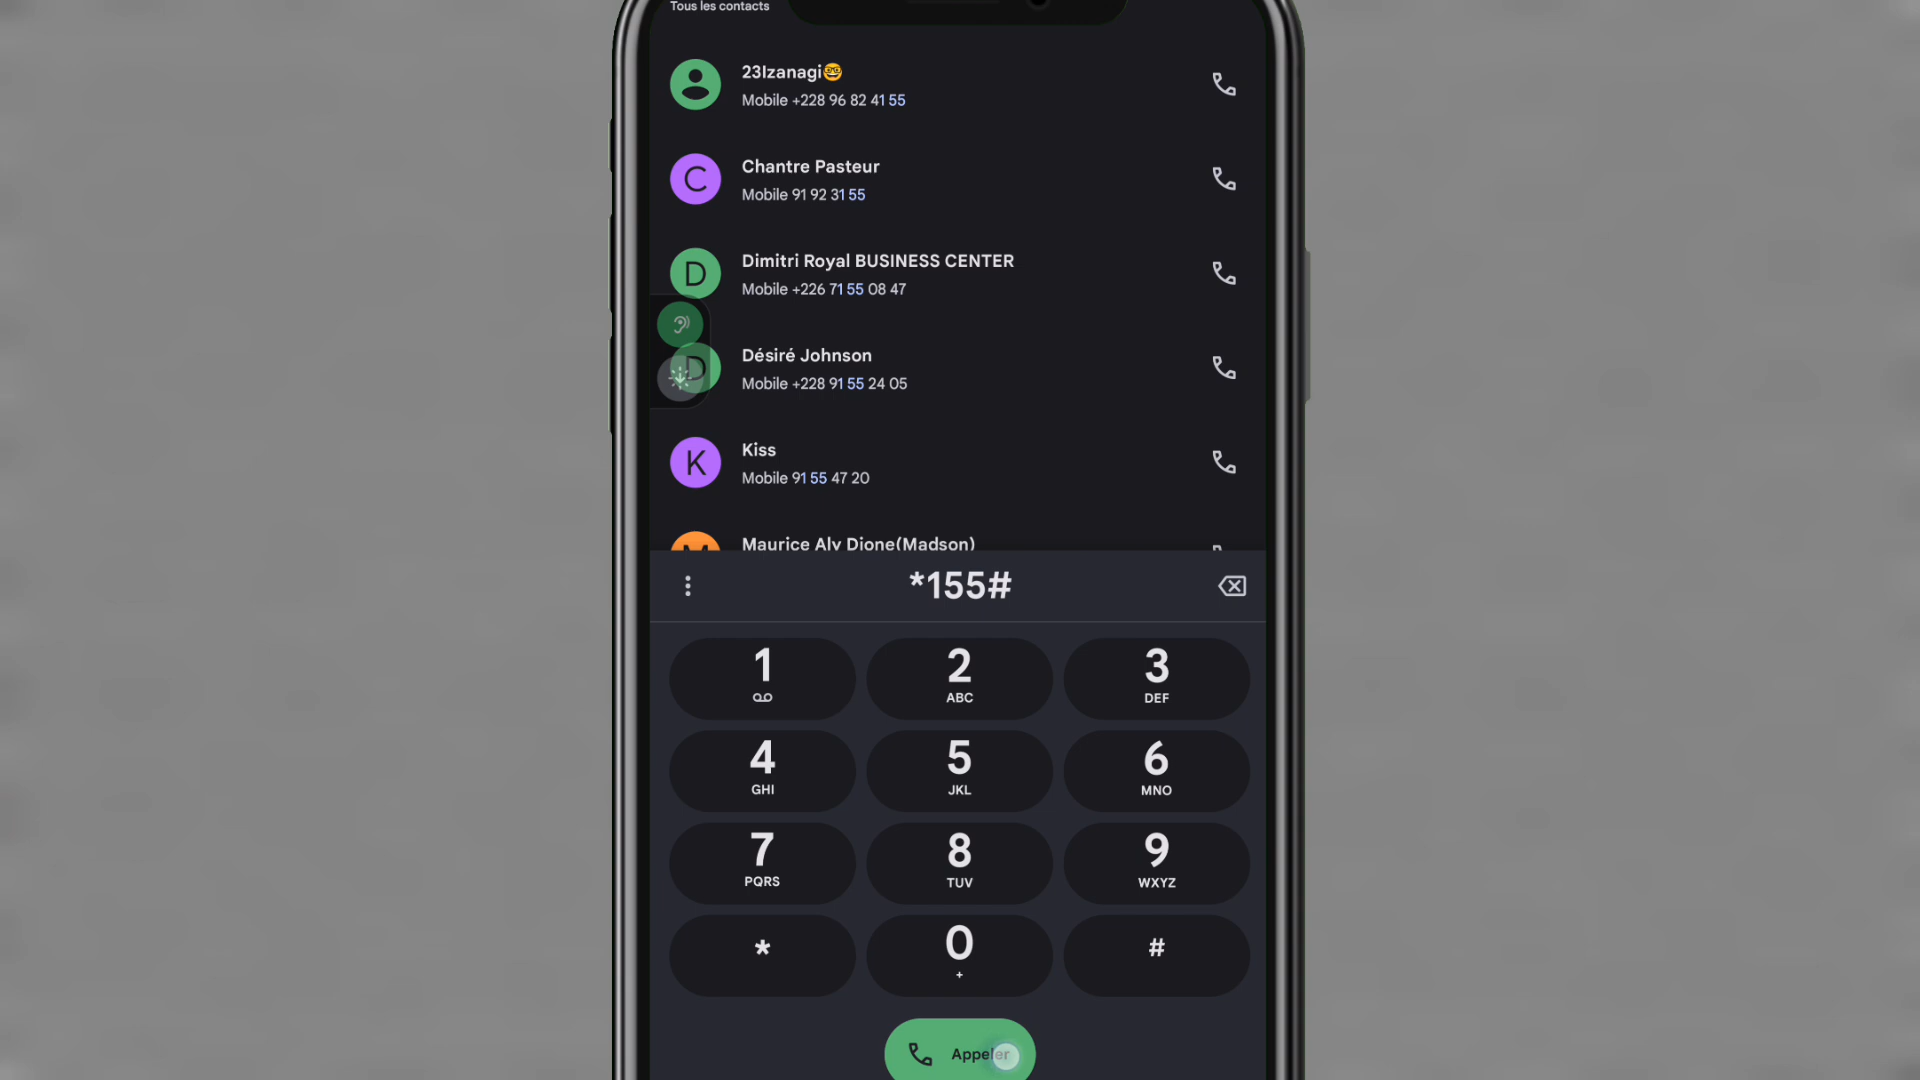 Tous les contacts
23Izanagi🤓
Mobile +228 96 82 41 55
C
Chantre Pasteur
Mobile 91 92 31 55
D
Dimitri Royal BUSINESS CENTER
Mobile +226 71 55 08 47
D
Désiré Johnson
Mobile +228 91 55 24 05
K
Kiss
Mobile 91 55 47 20
M
Maurice Aly Dione(Madson)
*155#
1
2
ABC
3
DEF
4
GHI
5
JKL
6
MNO
7
PQRS
8
TUV
9
WXYZ
*
0
+
#
Appeler